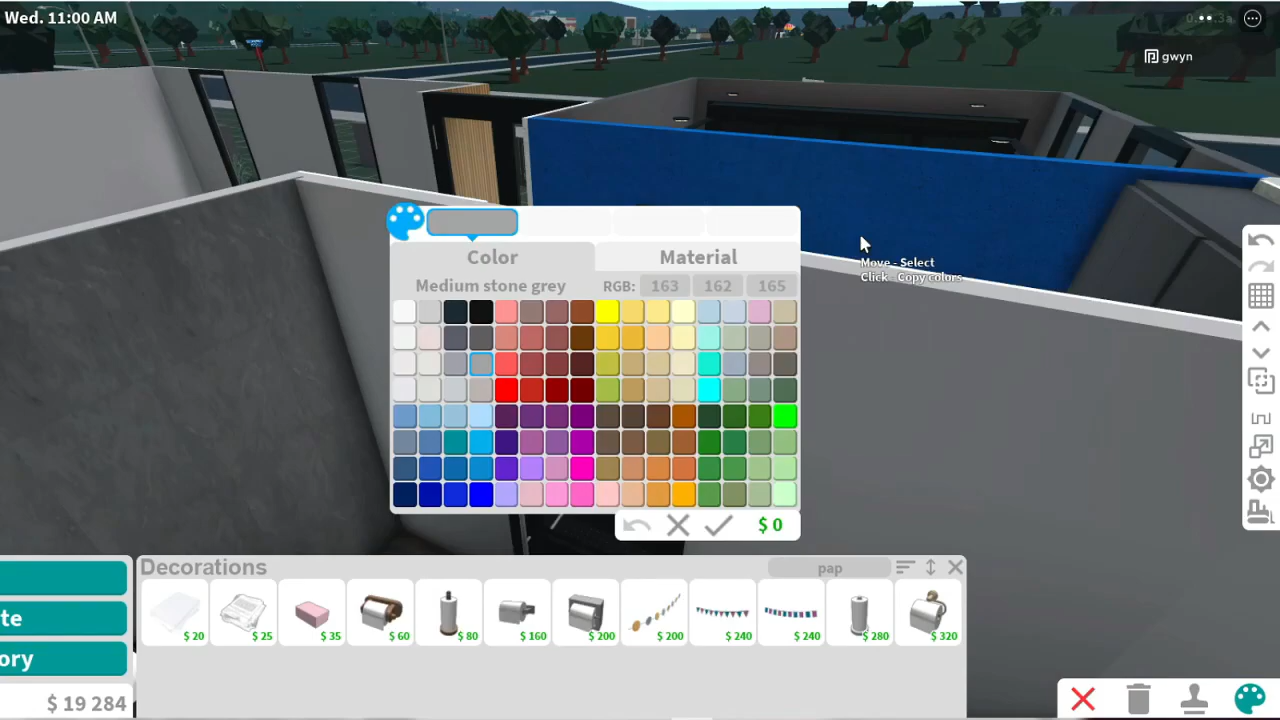 Wed. 11:00 AM
gwyn
Move - Select
Click - Copy colors
Color
Material
Medium stone grey
RGB: 163 162 165
$ 0
Decorations
pap
$ 20
$ 25
$ 35
$ 60
$ 80
$ 160
$ 200
$ 200
$ 240
$ 240
$ 280
$ 320
te
ory
$ 19 284